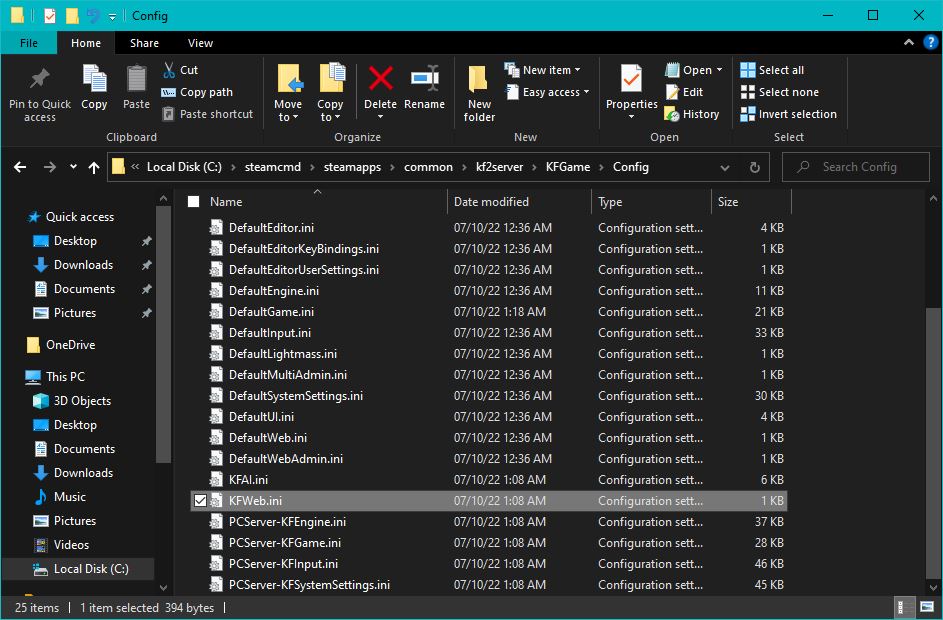 Config
File Home Share View
Pin to Quick access
Copy
Paste
Cut
Copy path
Paste shortcut
Clipboard
Move to
Copy to
Delete
Rename
Organize
New folder
New item
Easy access
New
Properties
Open
Edit
History
Open
Select all
Select none
Invert selection
Select
« Local Disk (C:) › steamcmd › steamapps › common › kf2server › KFGame › Config
Search Config
Quick access
Desktop
Downloads
Documents
Pictures
OneDrive
This PC
3D Objects
Desktop
Documents
Downloads
Music
Pictures
Videos
Local Disk (C:)
Name Date modified Type Size
DefaultEditor.ini 07/10/22 12:36 AM Configuration sett... 4 KB
DefaultEditorKeyBindings.ini 07/10/22 12:36 AM Configuration sett... 1 KB
DefaultEditorUserSettings.ini 07/10/22 12:36 AM Configuration sett... 1 KB
DefaultEngine.ini 07/10/22 12:36 AM Configuration sett... 11 KB
DefaultGame.ini 07/10/22 1:18 AM Configuration sett... 21 KB
DefaultInput.ini 07/10/22 12:36 AM Configuration sett... 33 KB
DefaultLightmass.ini 07/10/22 12:36 AM Configuration sett... 1 KB
DefaultMultiAdmin.ini 07/10/22 12:36 AM Configuration sett... 1 KB
DefaultSystemSettings.ini 07/10/22 12:36 AM Configuration sett... 30 KB
DefaultUI.ini 07/10/22 12:36 AM Configuration sett... 4 KB
DefaultWeb.ini 07/10/22 12:36 AM Configuration sett... 1 KB
DefaultWebAdmin.ini 07/10/22 12:36 AM Configuration sett... 1 KB
KFAI.ini 07/10/22 1:08 AM Configuration sett... 6 KB
KFWeb.ini 07/10/22 1:08 AM Configuration sett... 1 KB
PCServer-KFEngine.ini 07/10/22 1:08 AM Configuration sett... 37 KB
PCServer-KFGame.ini 07/10/22 1:08 AM Configuration sett... 28 KB
PCServer-KFInput.ini 07/10/22 1:08 AM Configuration sett... 46 KB
PCServer-KFSystemSettings.ini 07/10/22 1:08 AM Configuration sett... 45 KB
25 items 1 item selected 394 bytes